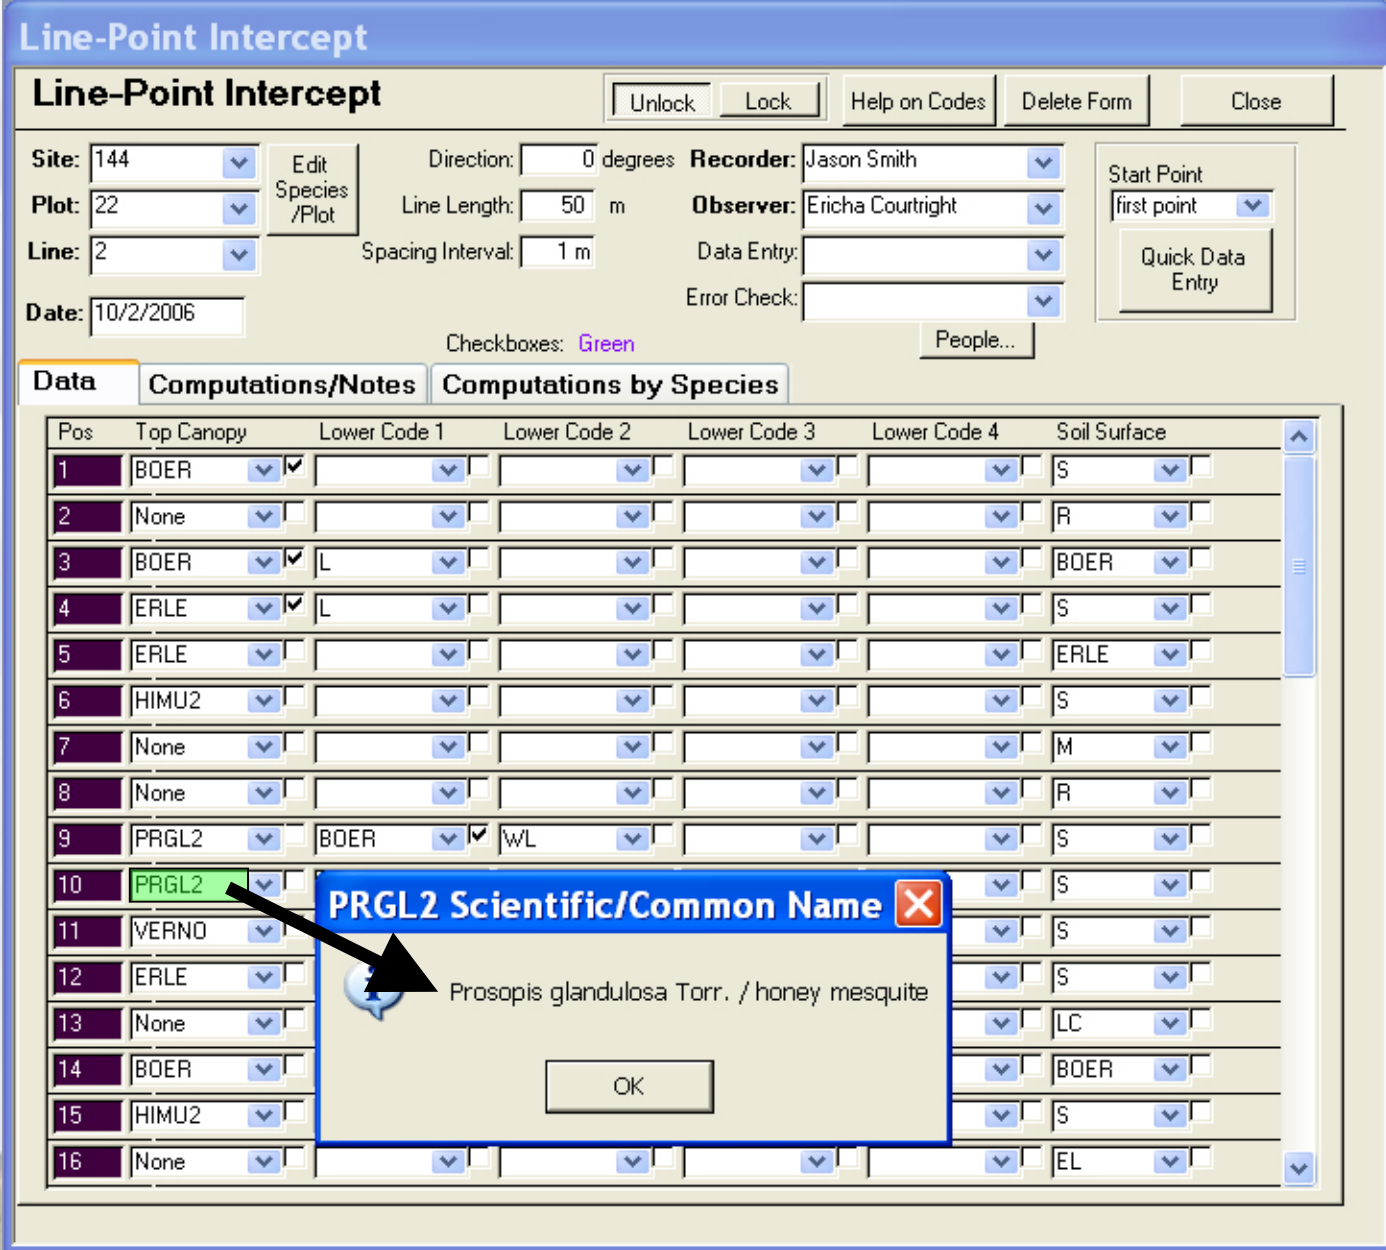 Line-Point Intercept
Line-Point Intercept Unlock Lock Help on Codes Delete Form Close
Site: 144 Edit Species /Plot Direction: 0 degrees Recorder: Jason Smith Start Point
Plot: 22 Line Length: 50 m Observer: Ericha Courtright first point
Line: 2 Spacing Interval: 1 m Data Entry: Quick Data Entry
Date: 10/2/2006 Error Check:
Checkboxes: Green People...
Data Computations/Notes Computations by Species
Pos Top Canopy Lower Code 1 Lower Code 2 Lower Code 3 Lower Code 4 Soil Surface
1 BOER S
2 None R
3 BOER L BOER
4 ERLE L S
5 ERLE ERLE
6 HIMU2 S
7 None M
8 None R
9 PRGL2 BOER WL S
10 PRGL2 S
PRGL2 Scientific/Common Name
11 VERNO S
12 ERLE S
Prosopis glandulosa Torr. / honey mesquite
13 None LC
14 BOER BOER
OK
15 HIMU2 S
16 None EL